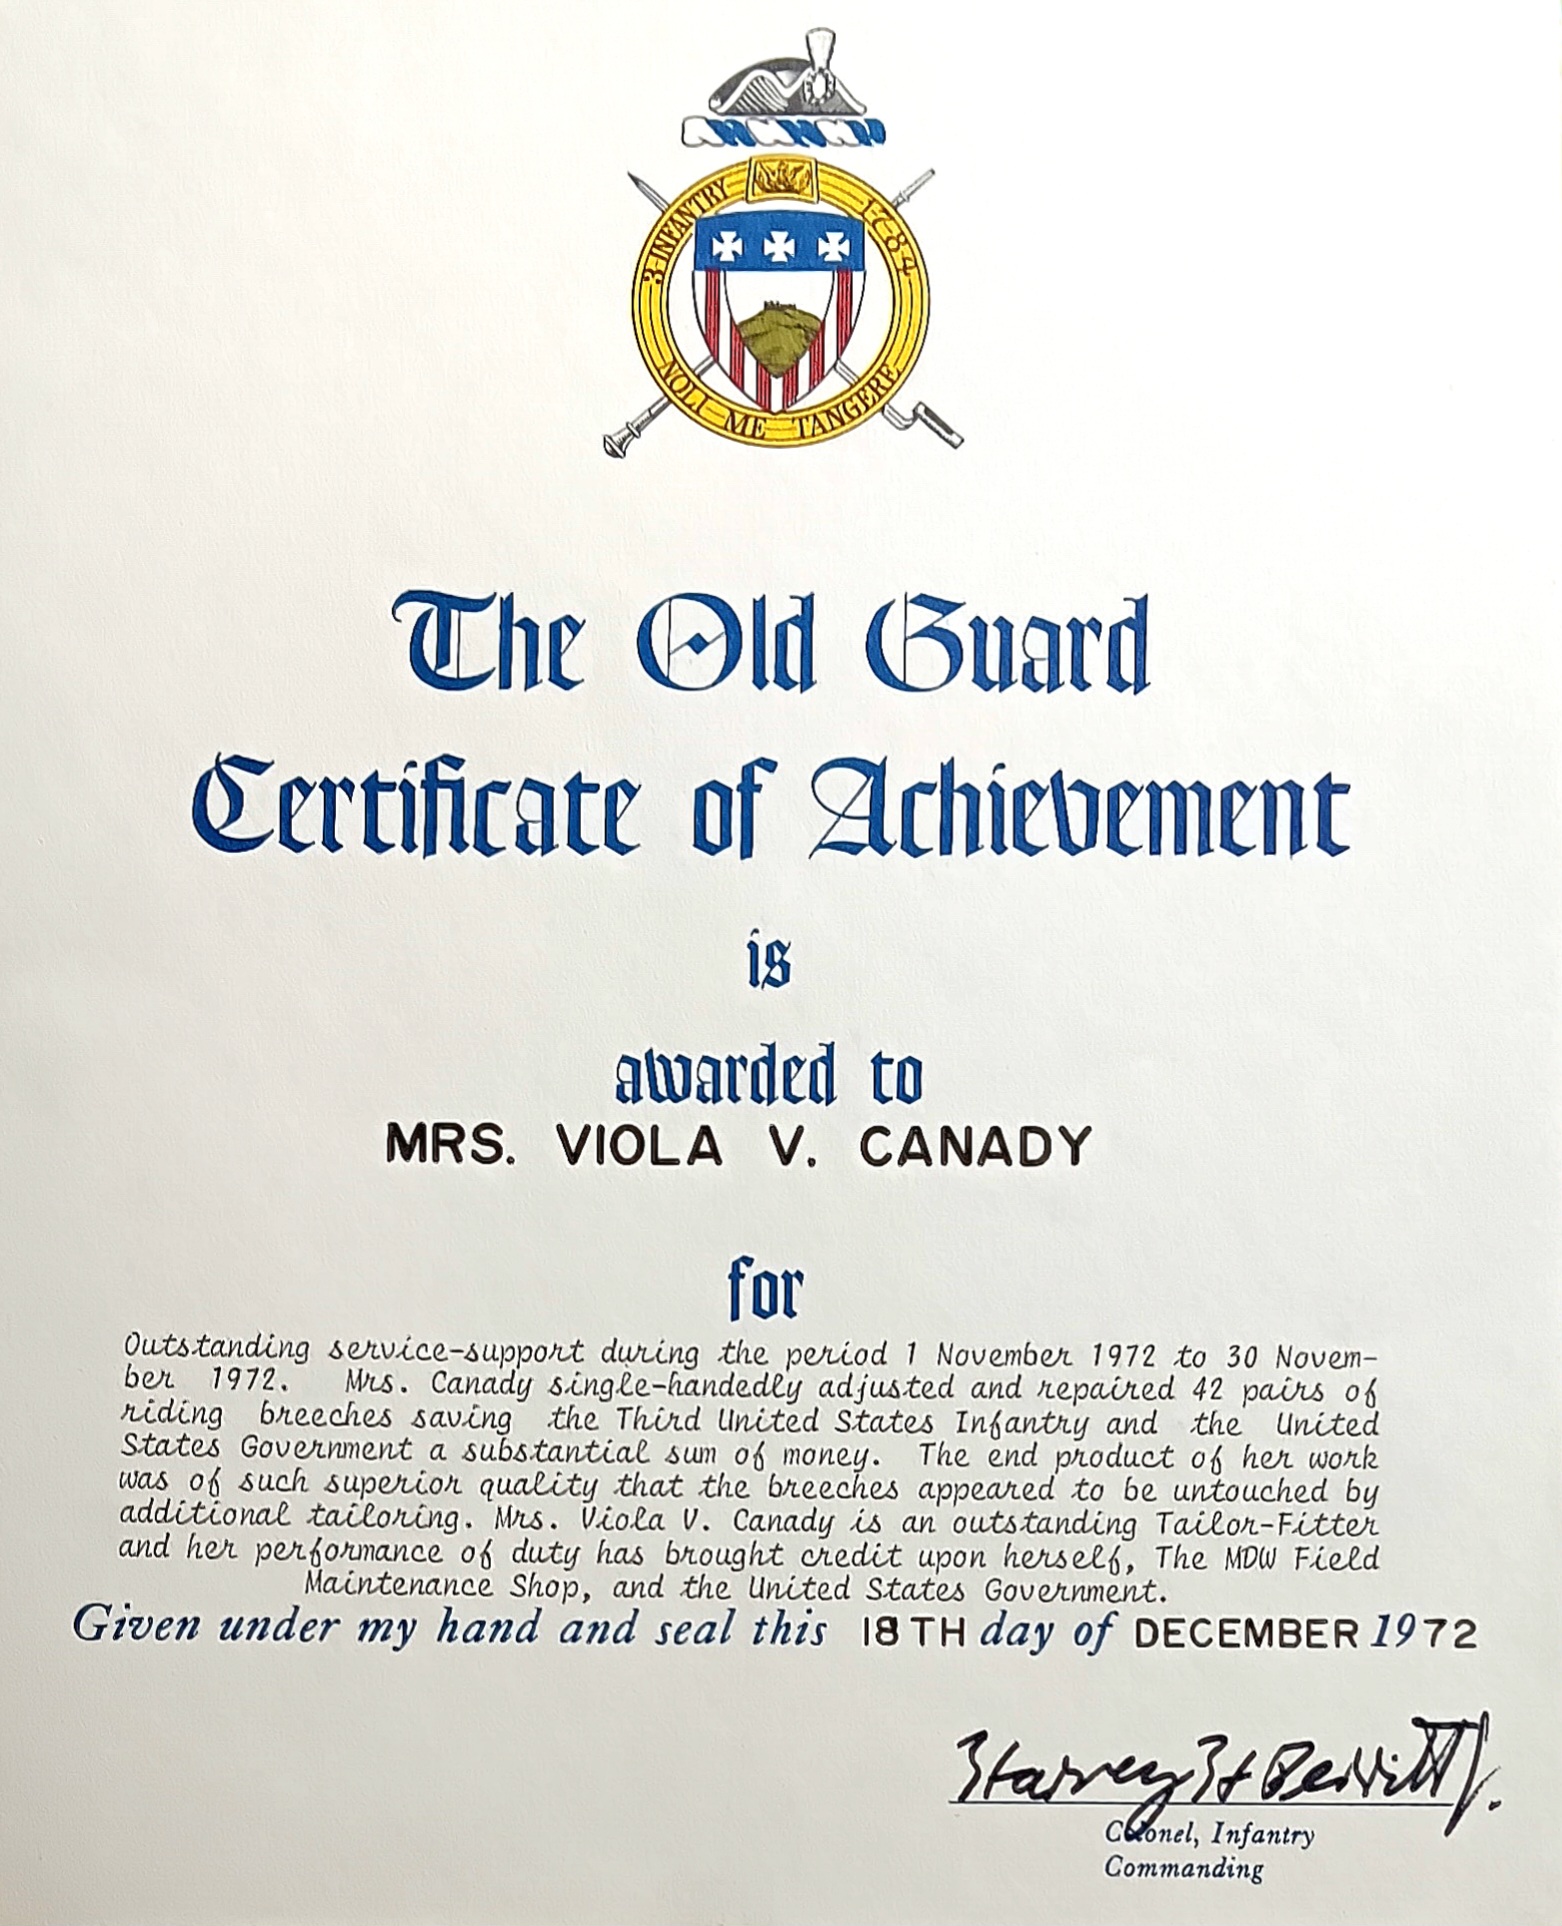 3-INFANTRY 1784
NOLI ME TANGERE
The Old Guard
Certificate of Achievement
is
awarded to
MRS. VIOLA V. CANADY
for
Outstanding service-support during the period 1 November 1972 to 30 Novem-
ber 1972. Mrs. Canady single-handedly adjusted and repaired 42 pairs of
riding breeches saving the Third United States Infantry and the United
States Government a substantial sum of money. The end product of her work
was of such superior quality that the breeches appeared to be untouched by
additional tailoring. Mrs. Viola V. Canady is an outstanding Tailor-Fitter
and her performance of duty has brought credit upon herself, The MDW Field
Maintenance Shop, and the United States Government.
Given under my hand and seal this 18TH day of DECEMBER 1972
Harvey H
Colonel, Infantry
Commanding